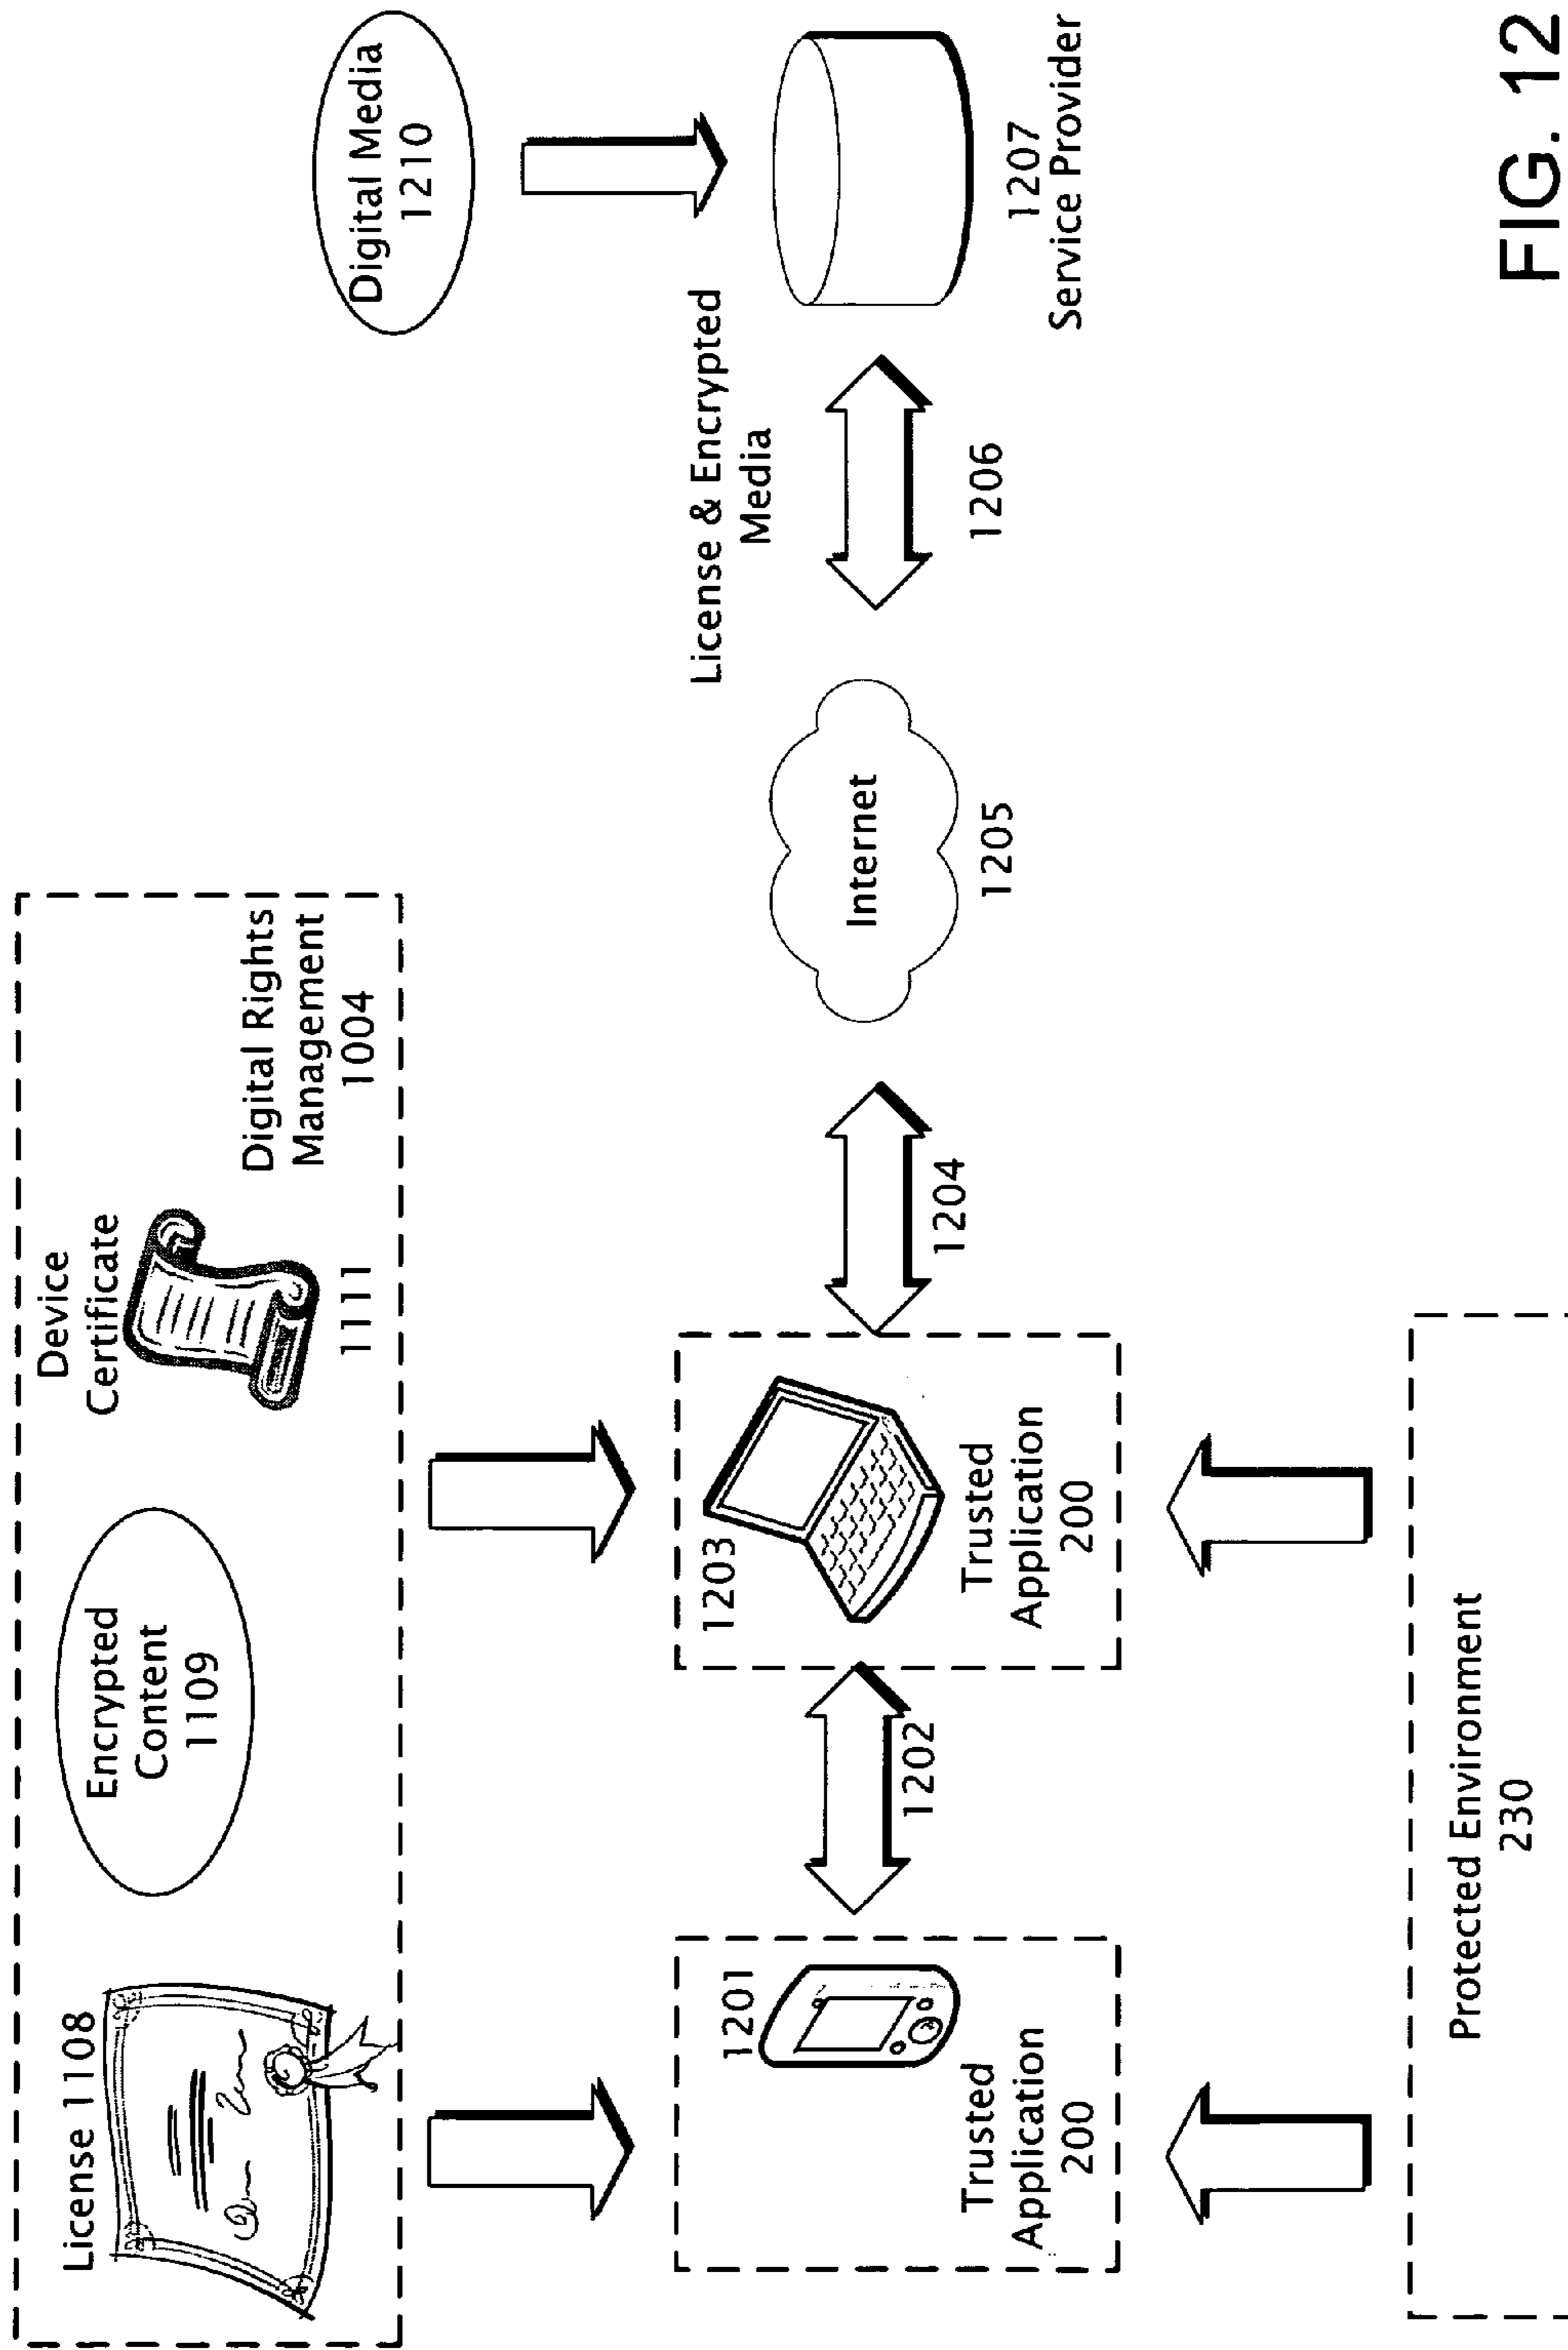 License 1108
Encrypted
Content
1109
Device
Certificate
1111
Digital Rights
Management
1004
Digital Media
1210
1201
Trusted
Application
200
1202
1203
Trusted
Application
200
1204
Internet
1205
License & Encrypted
Media
1206
1207
Service Provider
Protected Environment
230
FIG. 12